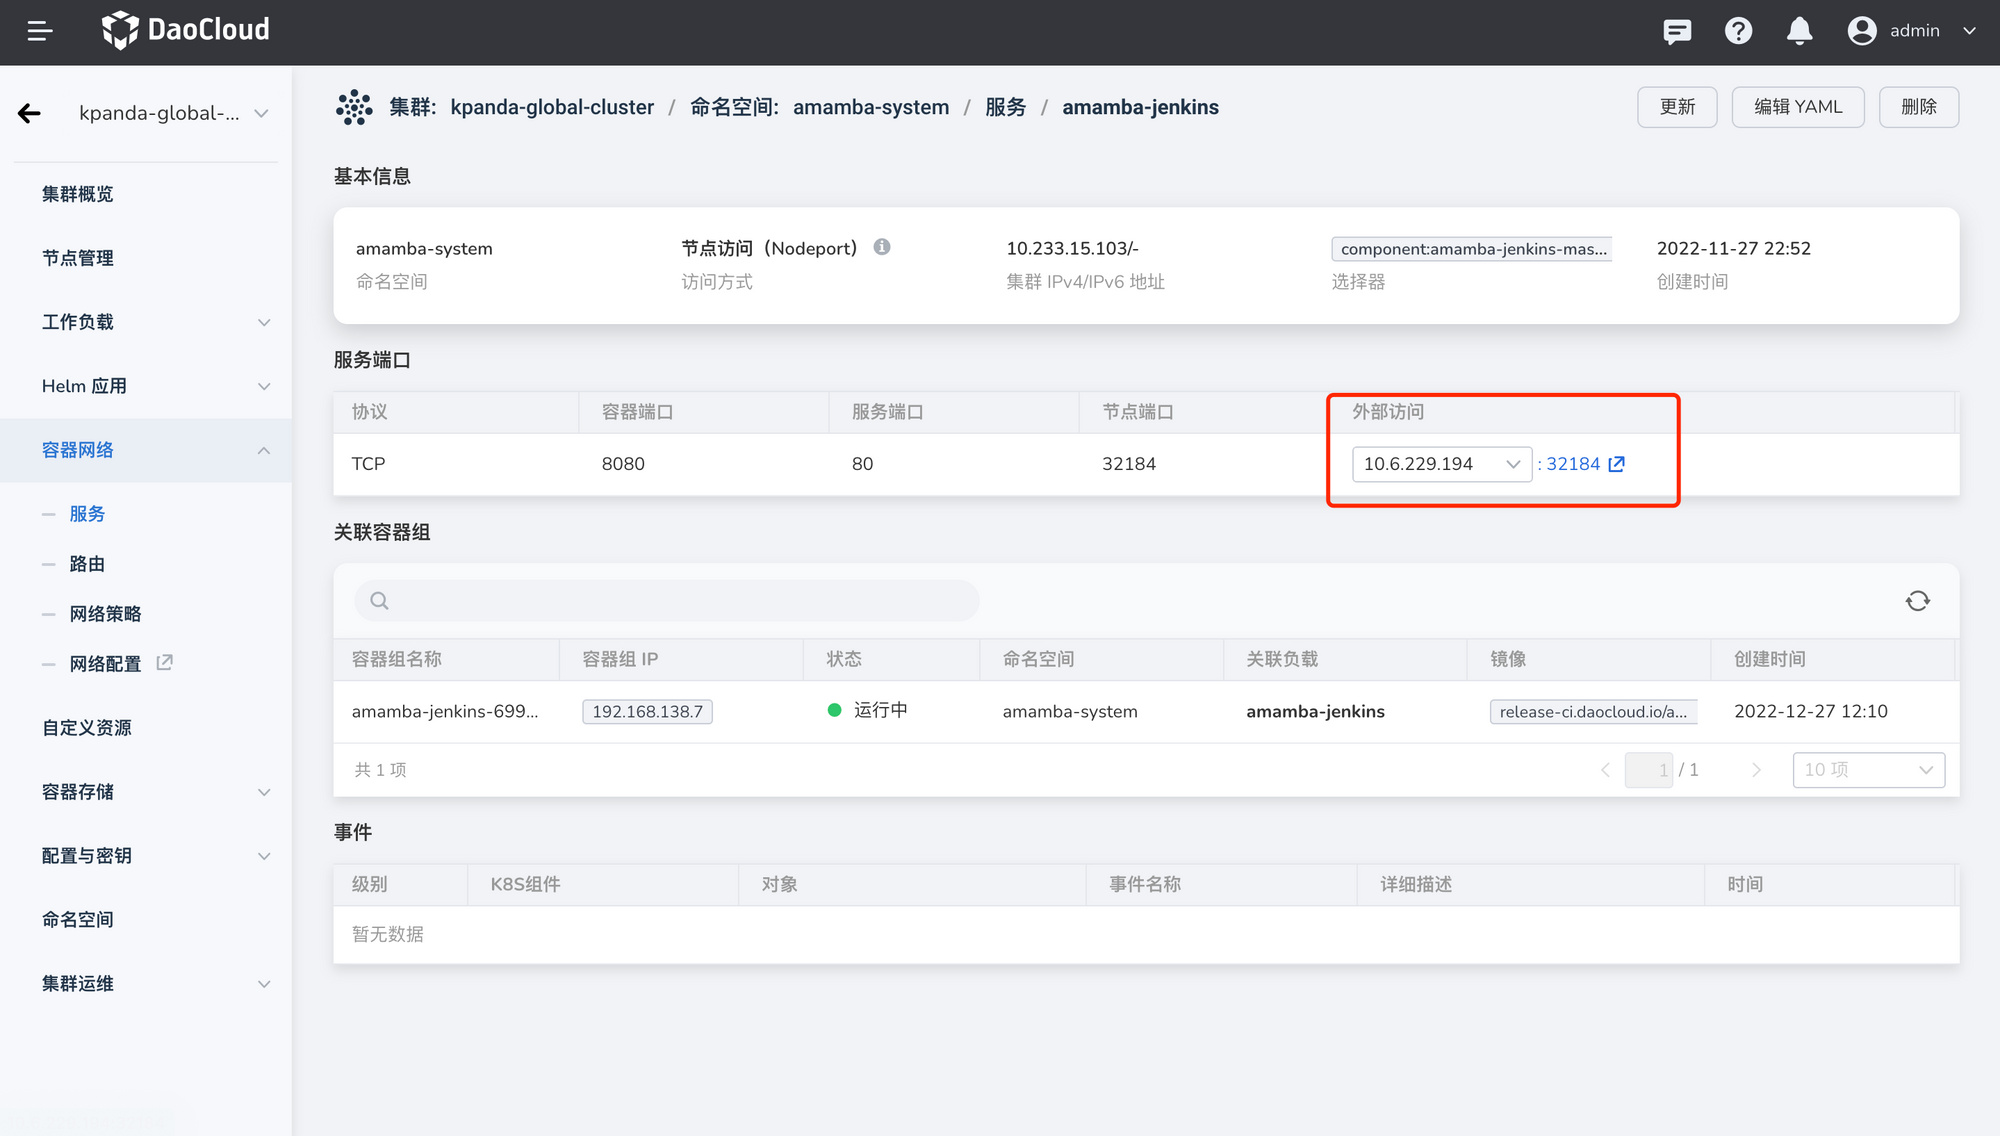 DaoCloud
admin
kpanda-global-...
集群: kpanda-global-cluster / 命名空间: amamba-system / 服务 / amamba-jenkins
更新
编辑 YAML
删除
集群概览
节点管理
工作负载
Helm 应用
容器网络
服务
路由
网络策略
网络配置
自定义资源
容器存储
配置与密钥
命名空间
集群运维
基本信息
amamba-system
命名空间
节点访问（Nodeport）
访问方式
10.233.15.103/-
集群 IPv4/IPv6 地址
component:amamba-jenkins-mas...
选择器
2022-11-27 22:52
创建时间
服务端口
协议 容器端口 服务端口 节点端口 外部访问
TCP 8080 80 32184 10.6.229.194 : 32184
关联容器组
容器组名称 容器组 IP 状态 命名空间 关联负载 镜像 创建时间
amamba-jenkins-699... 192.168.138.7 运行中 amamba-system amamba-jenkins release-ci.daocloud.io/a... 2022-12-27 12:10
共 1 项
1 / 1
10 项
事件
级别 K8S组件 对象 事件名称 详细描述 时间
暂无数据